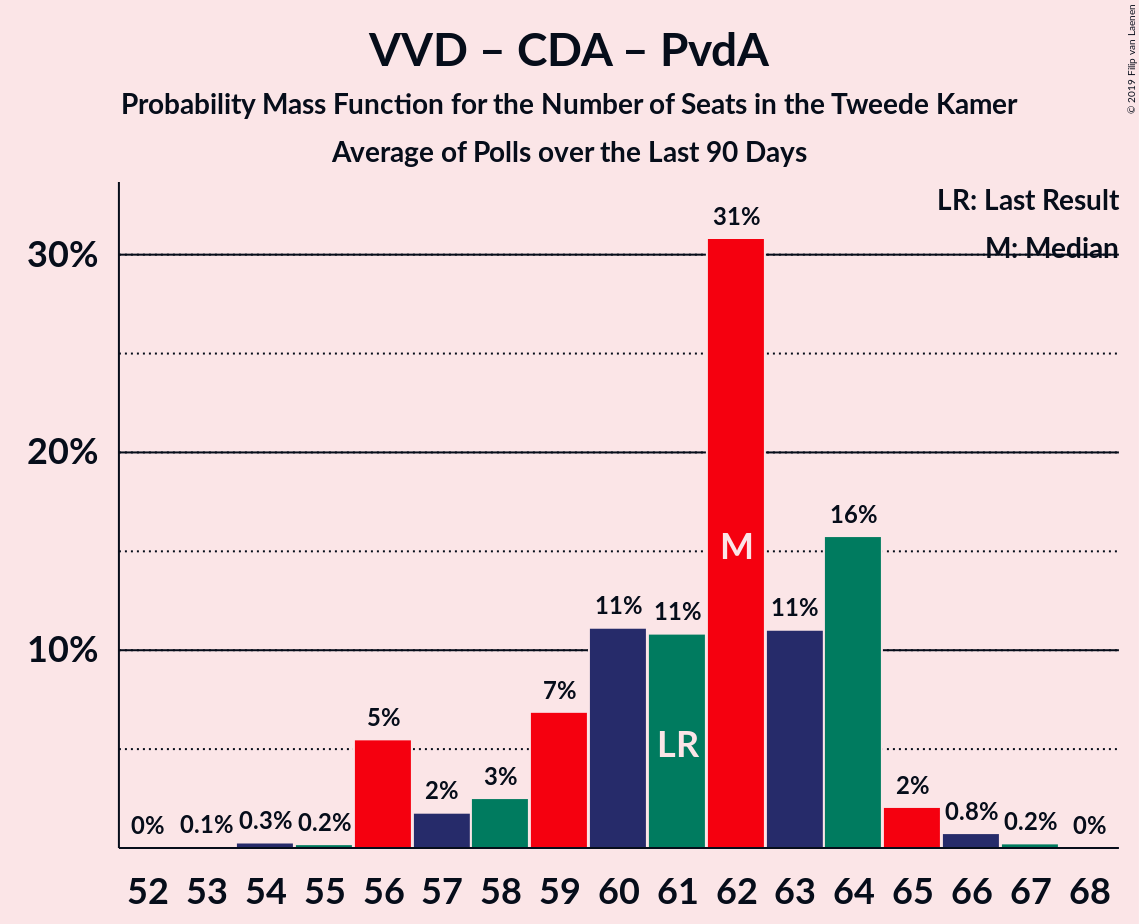 VVD – CDA – PvdA
Probability Mass Function for the Number of Seats in the Tweede Kamer
Average of Polls over the Last 90 Days
© 2019 Filip van Laenen
LR: Last Result
M: Median
30%
20%
10%
0%
0.1%
0.3%
0.2%
5%
2%
3%
7%
11%
11%
31%
11%
16%
2%
0.8%
0.2%
0%
M
LR
52 53 54 55 56 57 58 59 60 61 62 63 64 65 66 67 68